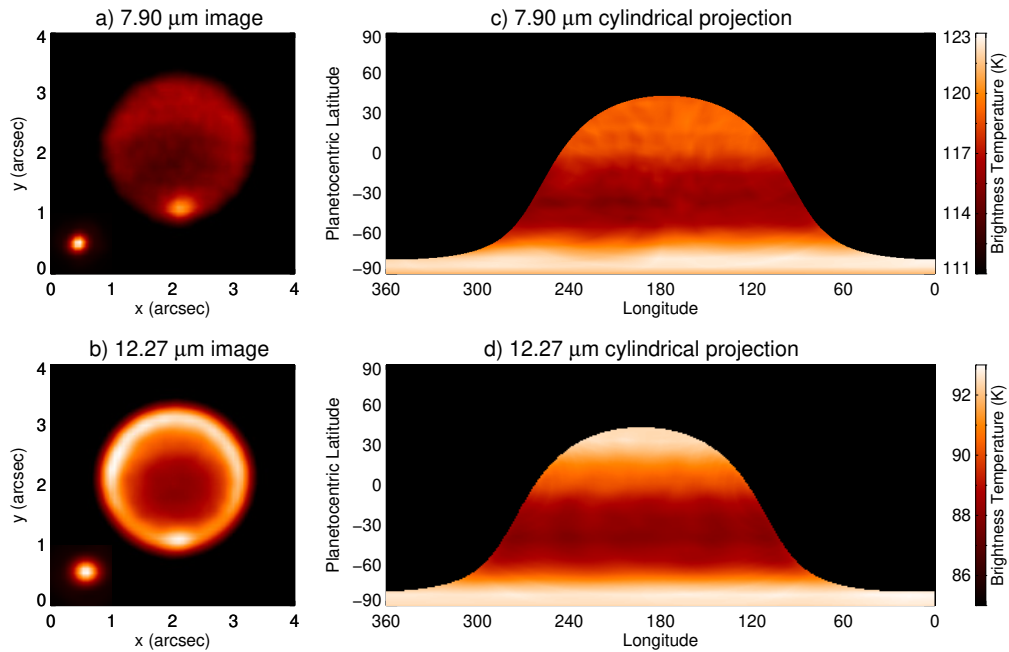 a) 7.90 μm image
4
3
2
1
0
y (arcsec)
0 1 2 3 4
x (arcsec)
c) 7.90 μm cylindrical projection
90
60
30
0
−30
−60
−90
Planetocentric Latitude
360 300 240 180 120 60 0
Longitude
123
120
117
114
111
Brightness Temperature (K)
b) 12.27 μm image
4
3
2
1
0
y (arcsec)
0 1 2 3 4
x (arcsec)
d) 12.27 μm cylindrical projection
90
60
30
0
−30
−60
−90
Planetocentric Latitude
360 300 240 180 120 60 0
Longitude
92
90
88
86
Brightness Temperature (K)